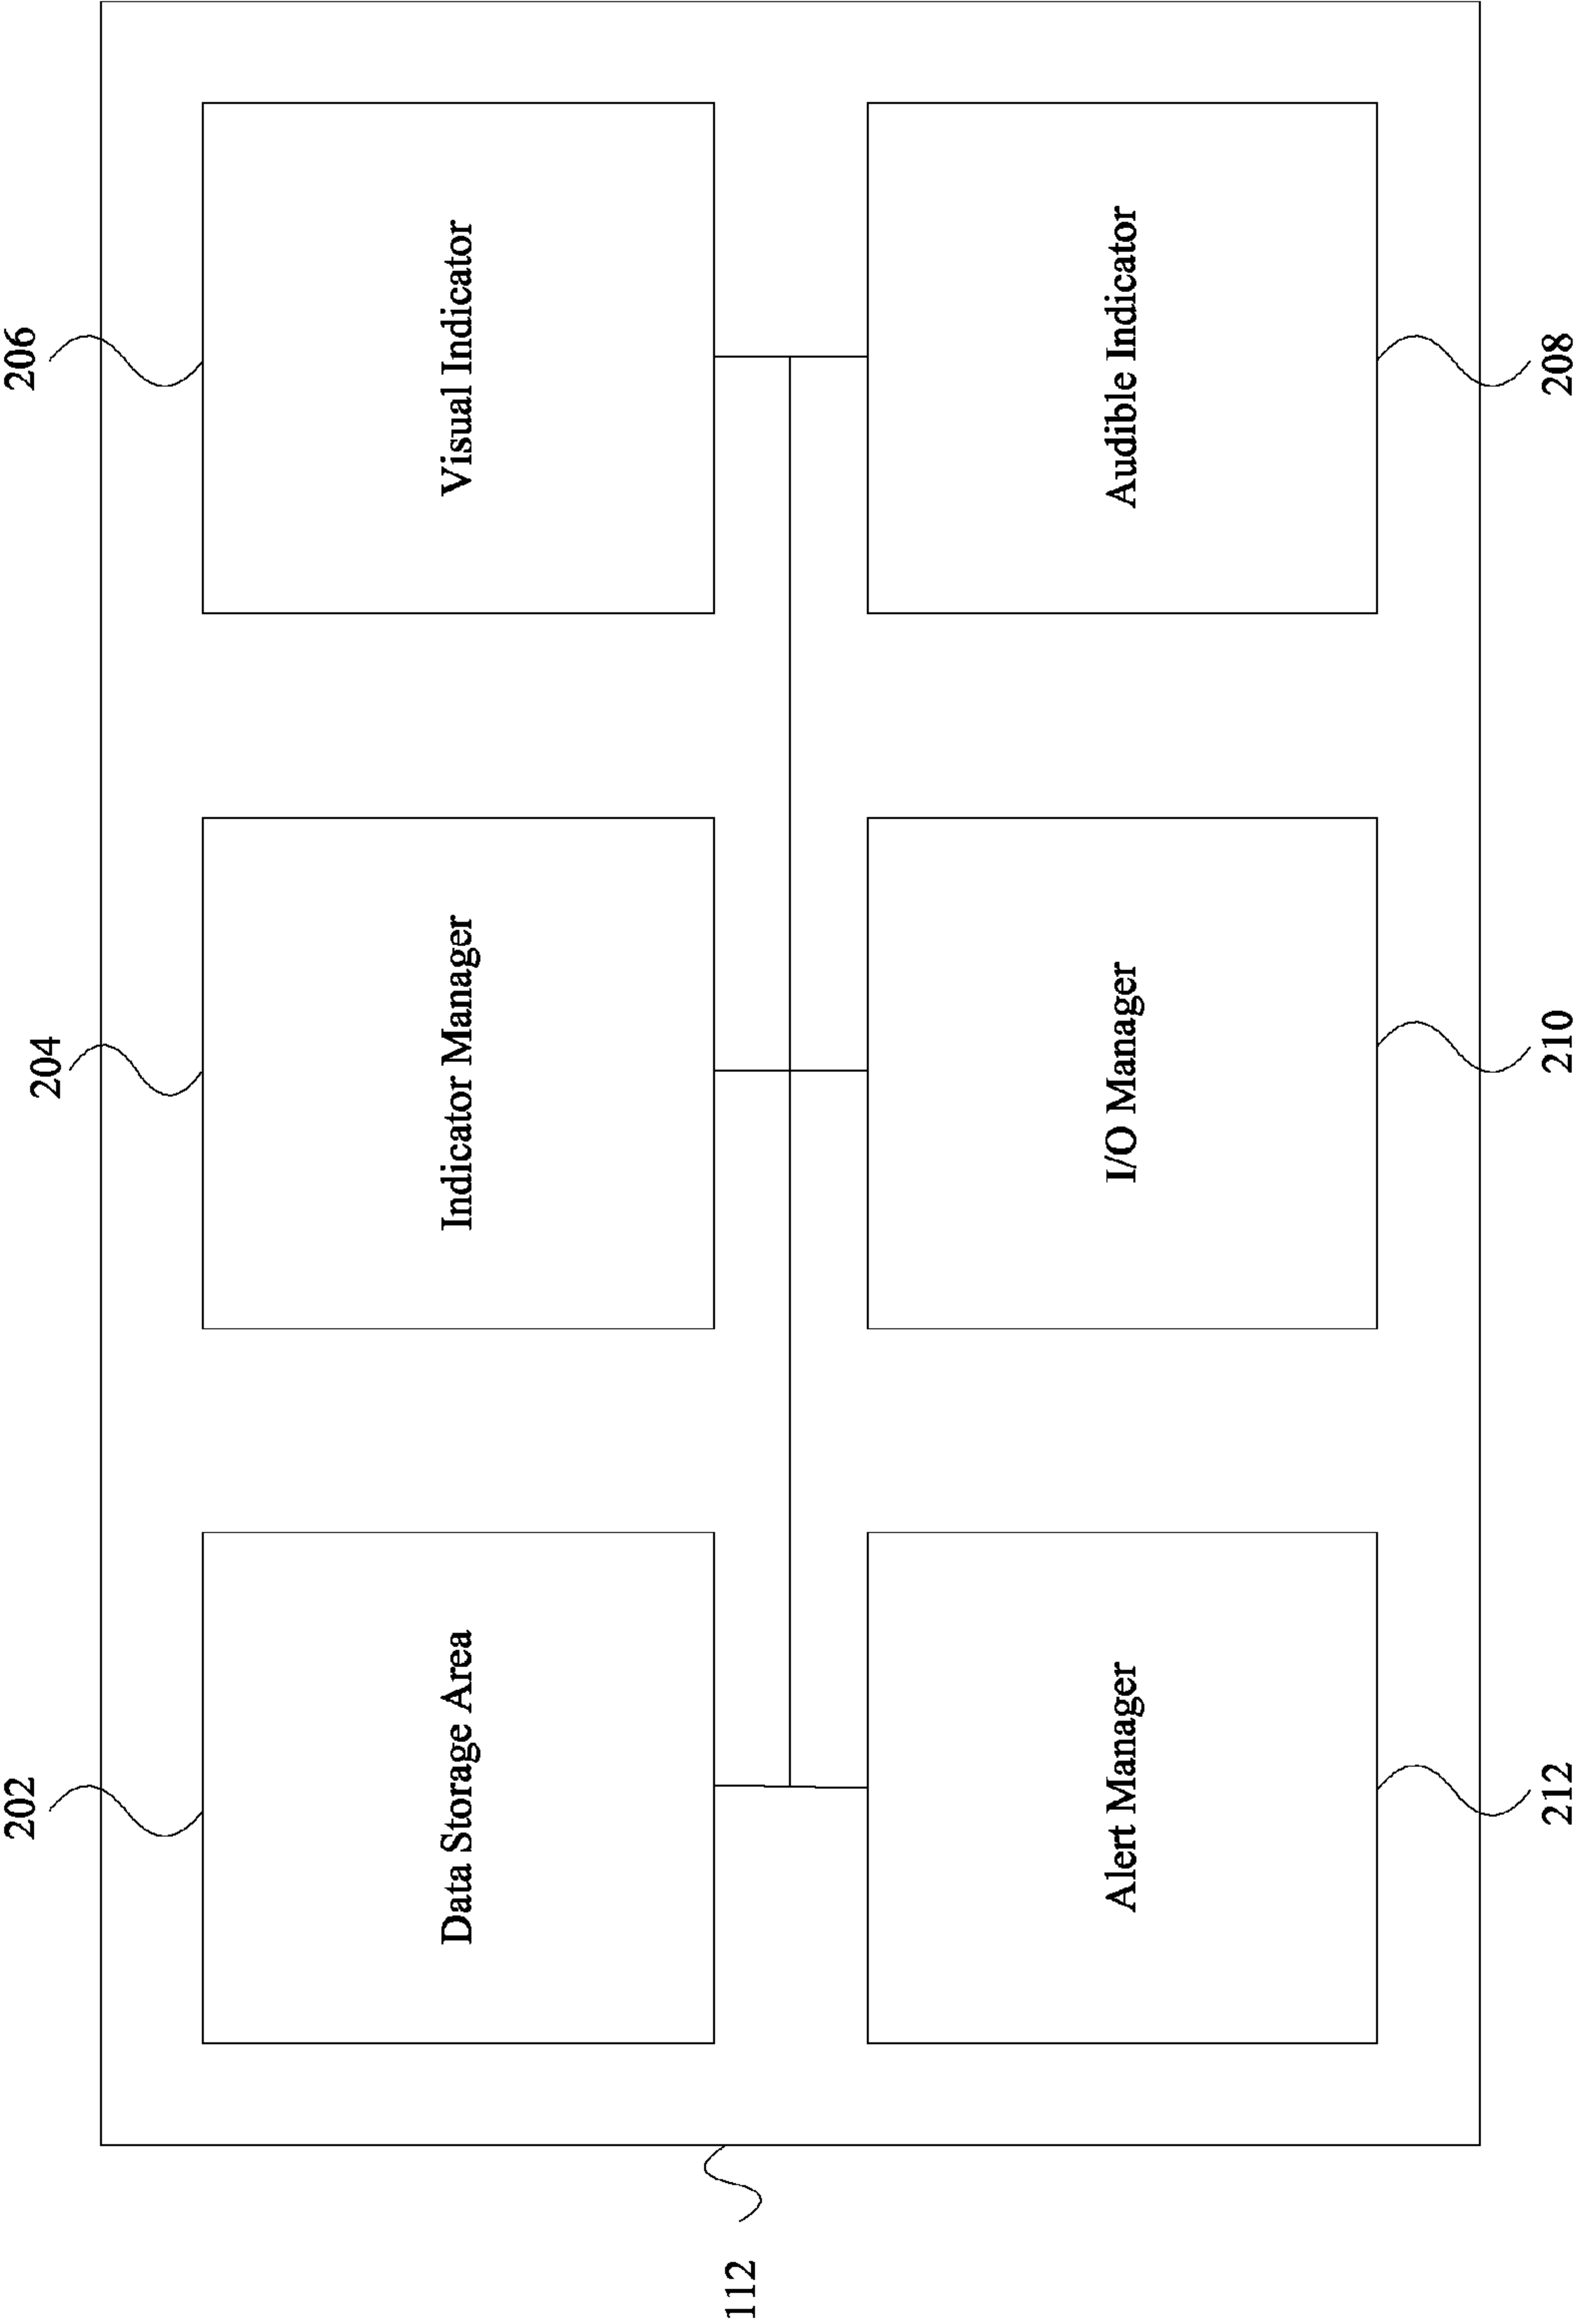 202
204
206
Data Storage Area
Indicator Manager
Visual Indicator
112
Alert Manager
I/O Manager
Audible Indicator
212
210
208